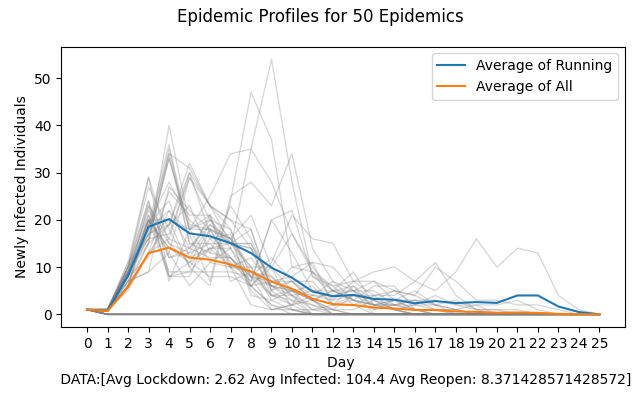 Epidemic Profiles for 50 Epidemics
Average of Running
Average of All
Newly Infected Individuals
50
40
30
20
10
0
0 1 2 3 4 5 6 7 8 9 10 11 12 13 14 15 16 17 18 19 20 21 22 23 24 25
Day
DATA:[Avg Lockdown: 2.62 Avg Infected: 104.4 Avg Reopen: 8.371428571428572]